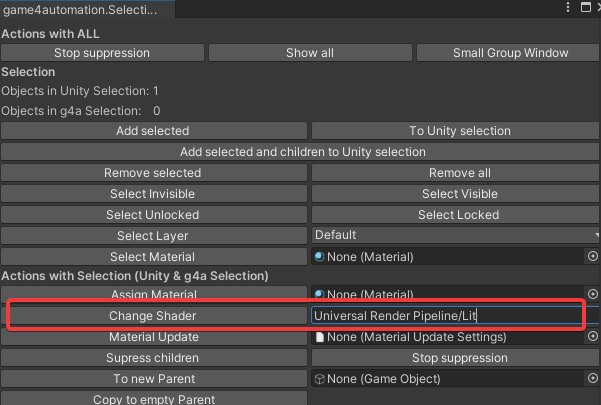 game4automation.Selecti...
Actions with ALL
Stop suppression Show all Small Group Window
Selection
Objects in Unity Selection: 1
Objects in g4a Selection: 0
Add selected To Unity selection
Add selected and children to Unity selection
Remove selected Remove all
Select Invisible Select Visible
Select Unlocked Select Locked
Select Layer Default
Select Material None (Material)
Actions with Selection (Unity & g4a Selection)
Assign Material None (Material)
Change Shader Universal Render Pipeline/Lit
Material Update None (Material Update Settings)
Supress children Stop suppression
To new Parent None (Game Object)
Copy to empty Parent